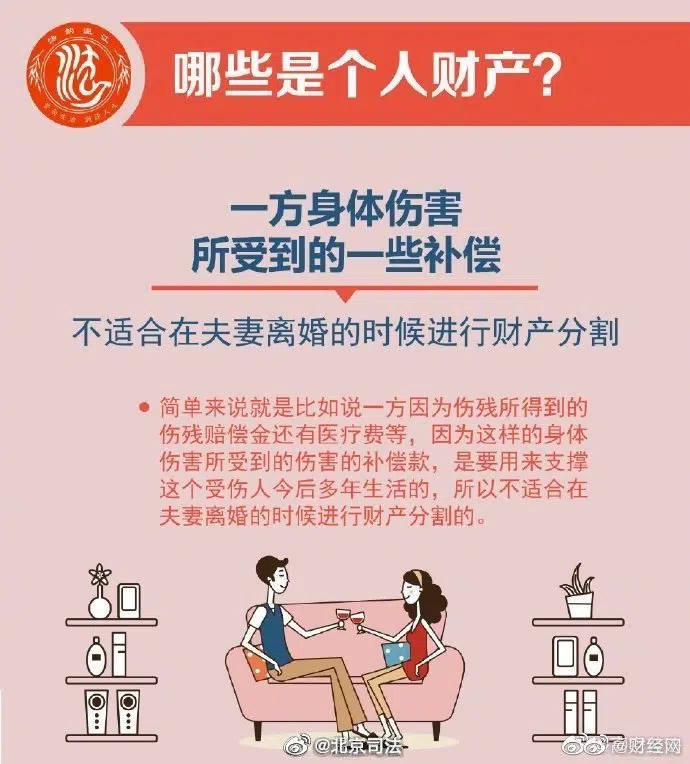 哪些是个人财产？
一方身体伤害
所受到的一些补偿
不适合在夫妻离婚的时候进行财产分割
• 简单来说就是比如说一方因为伤残所得到的
伤残赔偿金还有医疗费等，因为这样的身体
伤害所受到的伤害的补偿款，是要用来支撑
这个受伤人今后多年生活的，所以不适合在
夫妻离婚的时候进行财产分割的。
@北京司法
@财经网